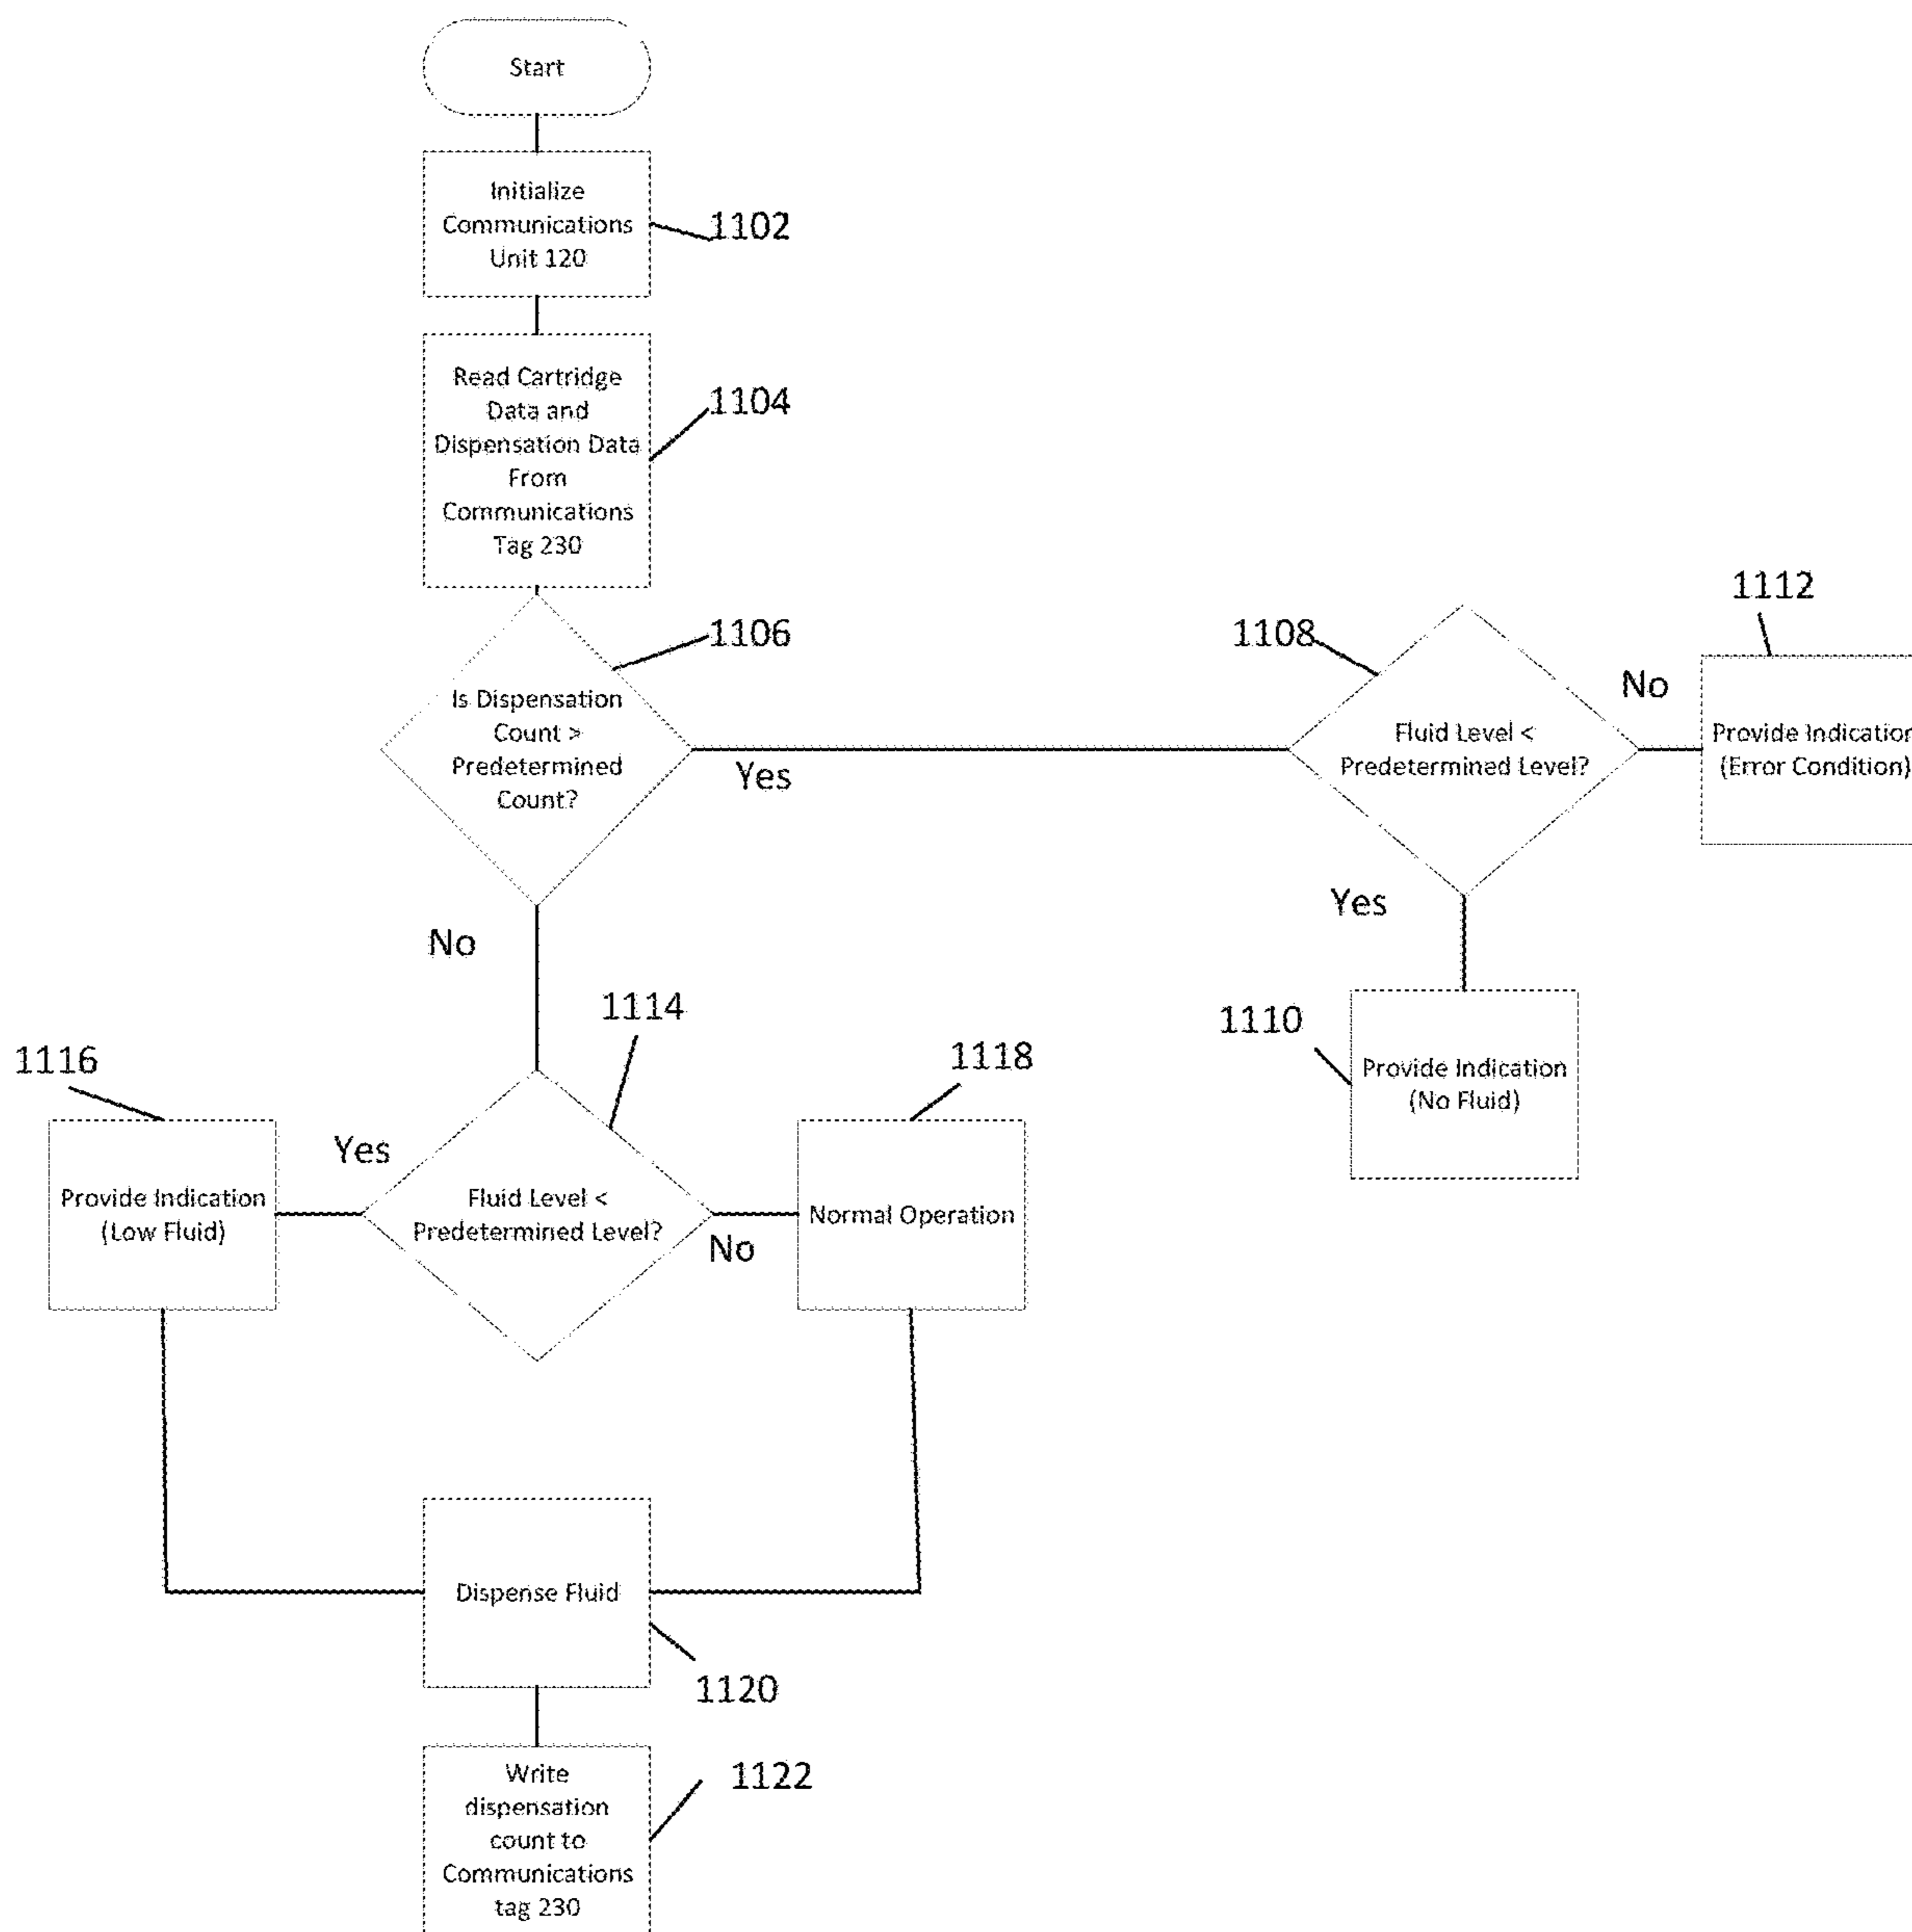 Start
Initialize
Communications
Unit 120
1102
Read Cartridge
Data and
Dispensation Data
From
Communications
Tag 230
1104
Is Dispensation
Count >
Predetermined
Count?
1106
Yes
1108
Fluid Level <
Predetermined Level?
No
1112
Provide Indication
(Error Condition)
Yes
1110
Provide Indication
(No Fluid)
No
1114
Fluid Level <
Predetermined Level?
1116
Yes
Provide Indication
(Low Fluid)
1118
No
Normal Operation
Dispense Fluid
1120
Write
dispensation
count to
Communications
tag 230
1122